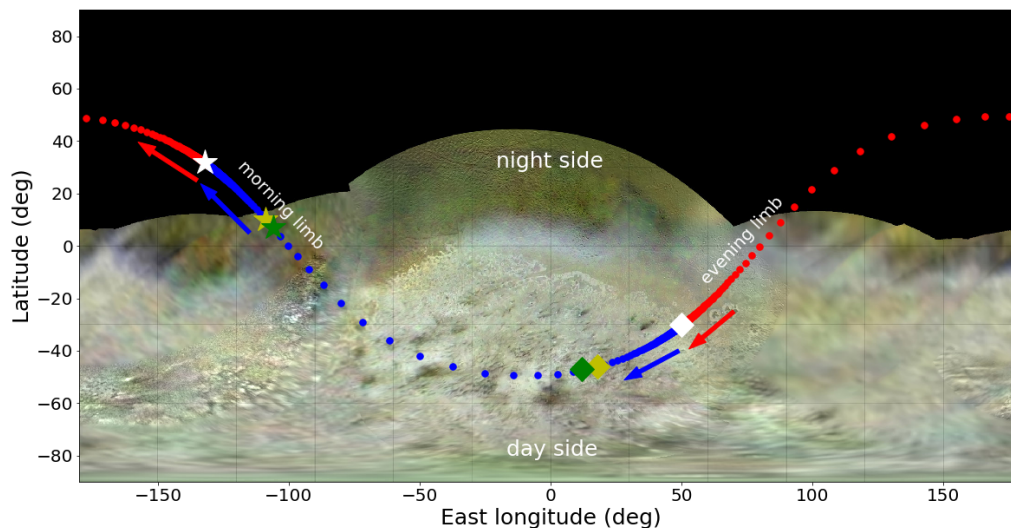 80
60
40
20
0
−20
−40
−60
−80
Latitude (deg)
night side
morning limb
evening limb
day side
−150
−100
−50
0
50
100
150
East longitude (deg)